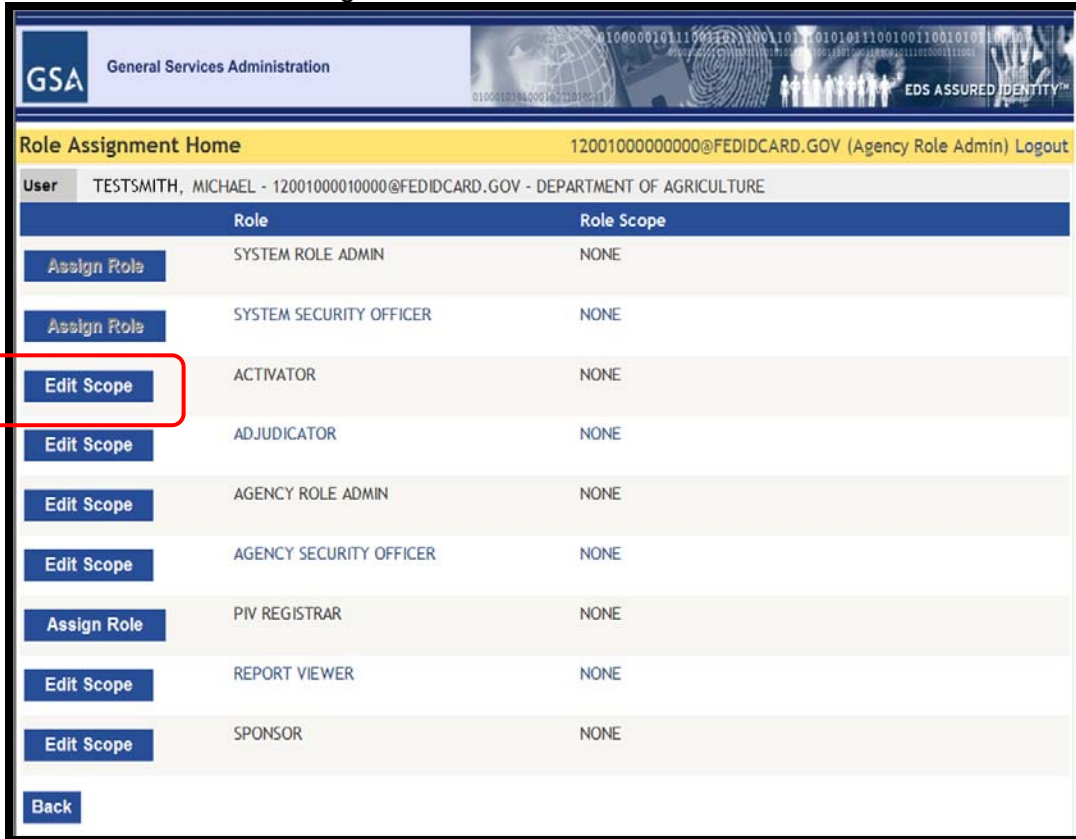 GSA General Services Administration
EDS ASSURED IDENTITY™
Role Assignment Home 12001000000000@FEDIDCARD.GOV (Agency Role Admin) Logout
User TESTSMITH, MICHAEL - 12001000010000@FEDIDCARD.GOV - DEPARTMENT OF AGRICULTURE
Role Role Scope
Assign Role SYSTEM ROLE ADMIN NONE
Assign Role SYSTEM SECURITY OFFICER NONE
Edit Scope ACTIVATOR NONE
Edit Scope ADJUDICATOR NONE
Edit Scope AGENCY ROLE ADMIN NONE
Edit Scope AGENCY SECURITY OFFICER NONE
Assign Role PIV REGISTRAR NONE
Edit Scope REPORT VIEWER NONE
Edit Scope SPONSOR NONE
Back